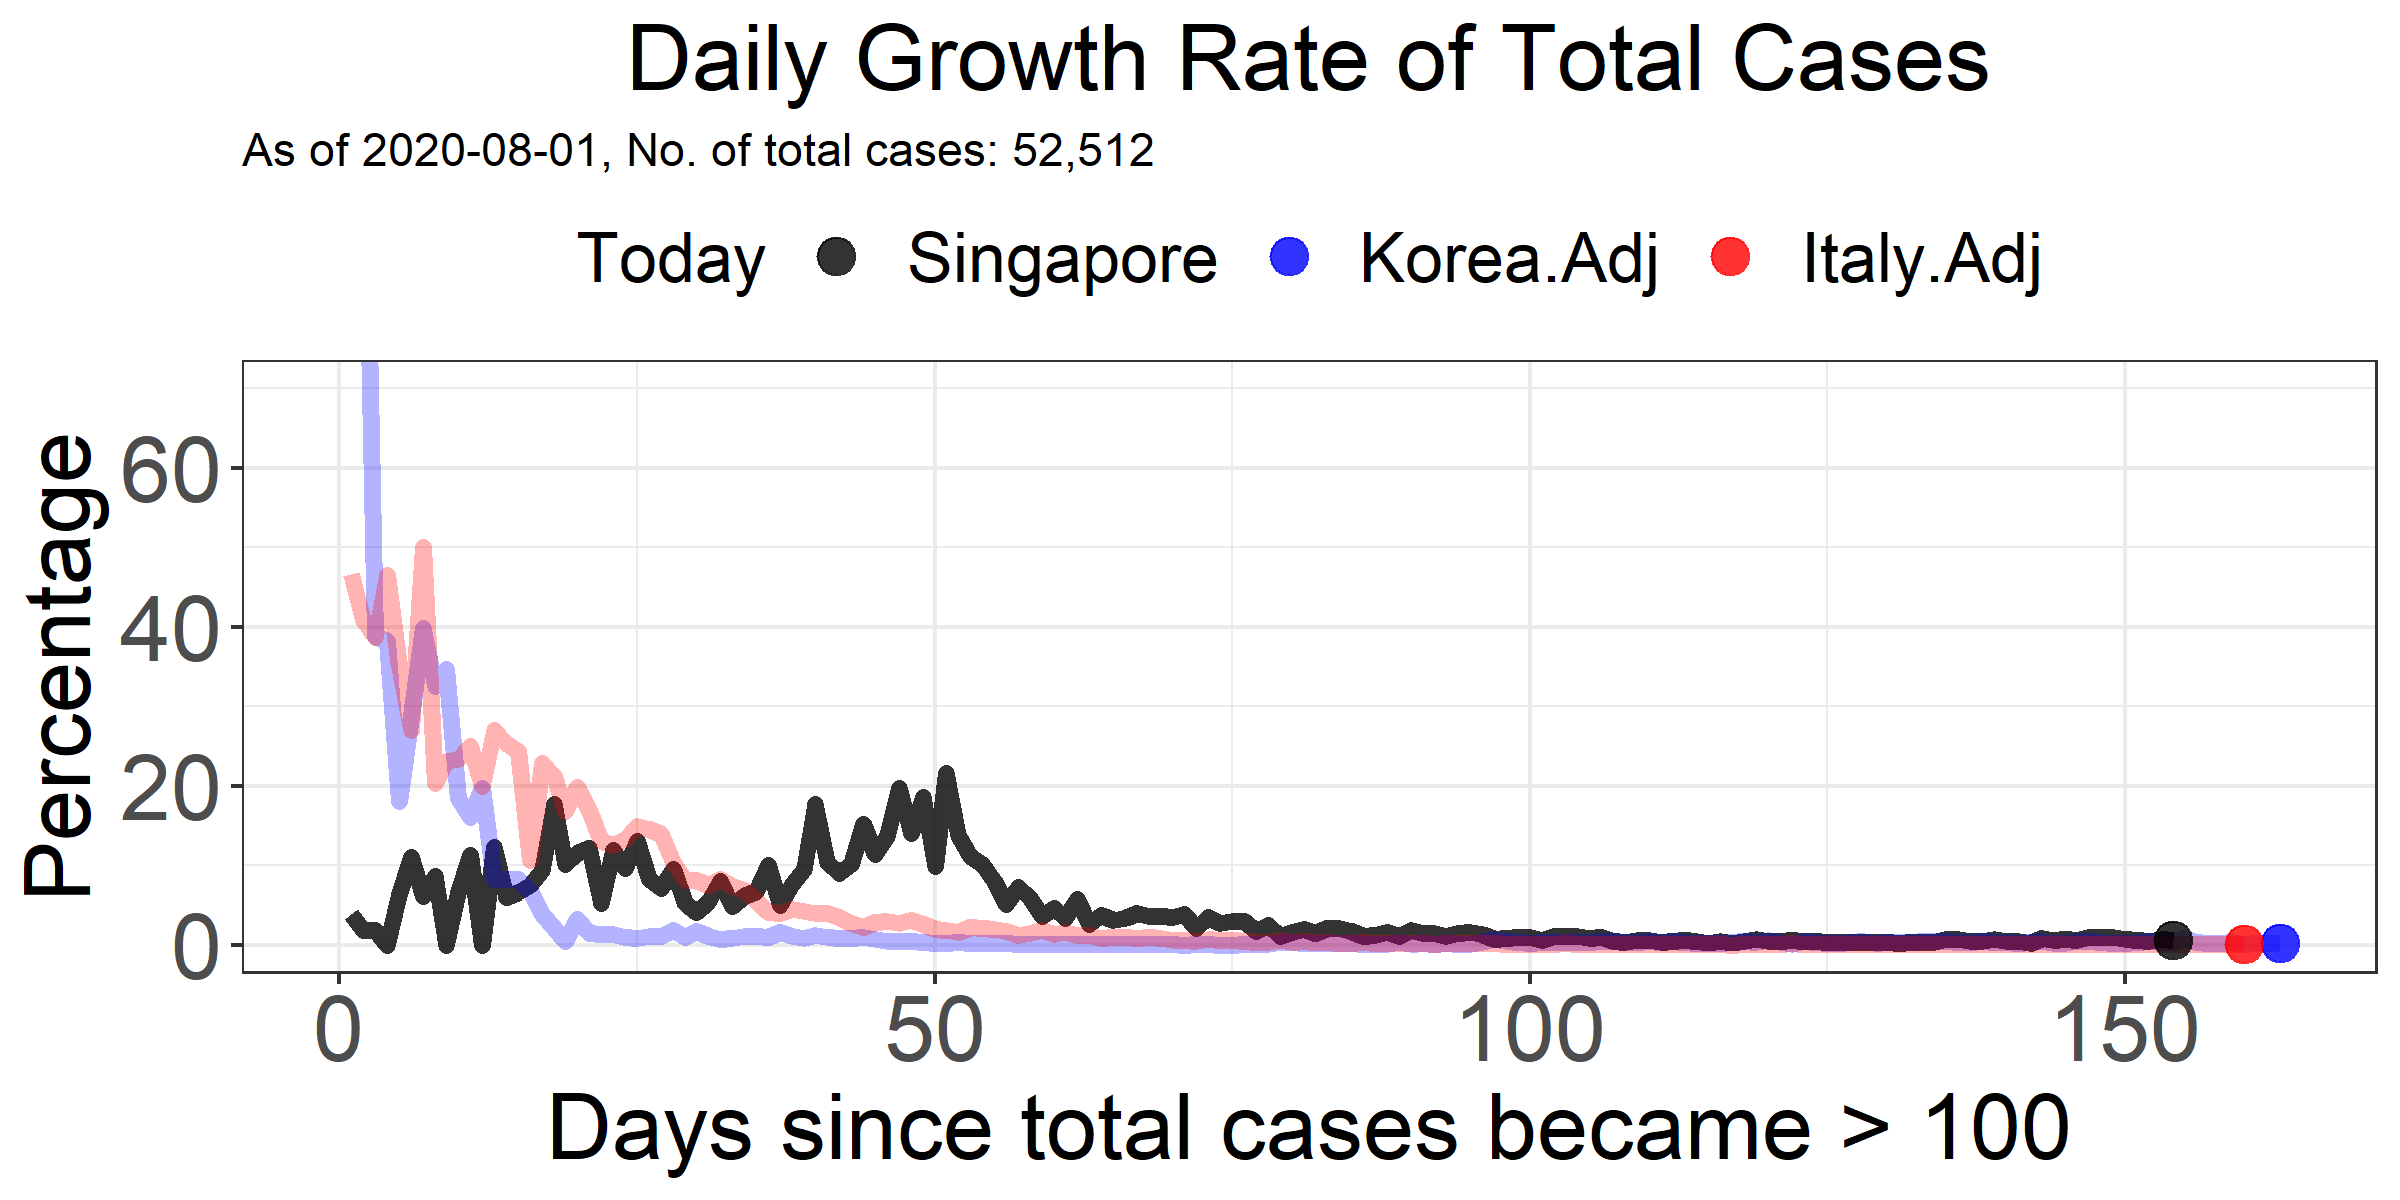 Daily Growth Rate of Total Cases
As of 2020-08-01, No. of total cases: 52,512
Today Singapore Korea.Adj Italy.Adj
Percentage
60
40
20
0
0 50 100 150
Days since total cases became > 100